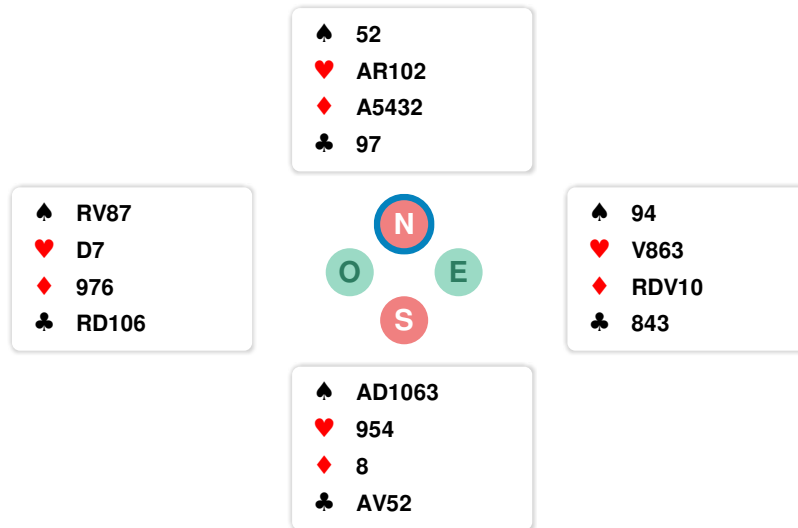 ♠ 52
♥ AR102
♦ A5432
♣ 97
♠ RV87
♥ D7
♦ 976
♣ RD106
N
O E
S
♠ 94
♥ V863
♦ RDV10
♣ 843
♠ AD1063
♥ 954
♦ 8
♣ AV52